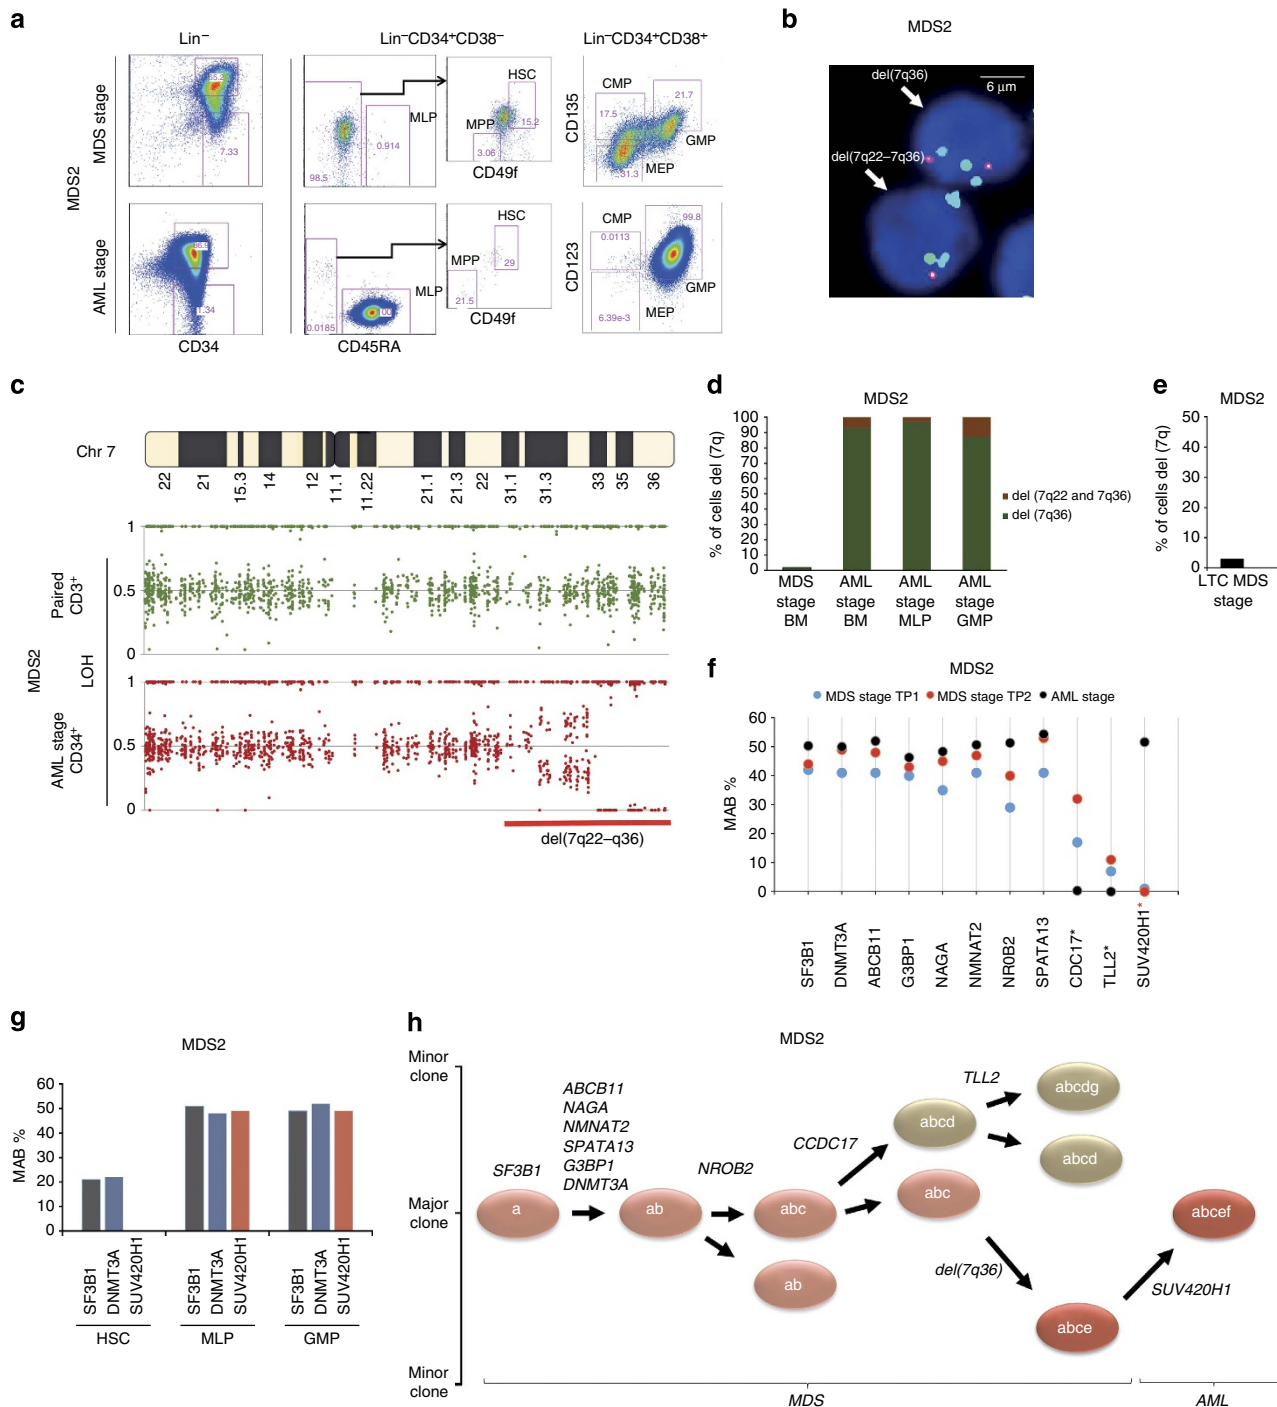 a
Lin⁻
Lin⁻CD34⁺CD38⁻
Lin⁻CD34⁺CD38⁺
MDS2
MDS stage
AML stage
7.33
98.5
0.914
MLP
HSC
15.2
MPP
3.06
CD49f
CD135
CMP
17.5
21.7
GMP
MEP
31.3
1.34
CD34
0.0185
MLP
CD45RA
HSC
29
MPP
21.5
CD49f
CD123
CMP
0.0113
99.8
GMP
MEP
6.39e-3
b
MDS2
del(7q36)
6 μm
del(7q22–7q36)
c
Chr 7
22
21
15.3
14
12
11.1
11.22
21.1
21.3
22
31.1
31.3
33
35
36
MDS2
LOH
Paired
CD3⁺
1
0.5
0
AML stage
CD34⁺
1
0.5
0
del(7q22–q36)
d
MDS2
% of cells del (7q)
100
90
80
70
60
50
40
30
20
10
0
MDS stage BM
AML stage BM
AML stage MLP
AML stage GMP
del (7q22 and 7q36)
del (7q36)
e
MDS2
% of cells del (7q)
50
40
30
20
10
0
LTC MDS
stage
f
MDS2
MDS stage TP1
MDS stage TP2
AML stage
MAB %
60
50
40
30
20
10
0
SF3B1
DNMT3A
ABCB11
G3BP1
NAGA
NMNAT2
NR0B2
SPATA13
CDC17*
TLL2*
SUV420H1*
g
MDS2
MAB %
60
50
40
30
20
10
0
SF3B1
DNMT3A
SUV420H1
SF3B1
DNMT3A
SUV420H1
SF3B1
DNMT3A
SUV420H1
HSC
MLP
GMP
h
MDS2
Minor
clone
Major
clone
Minor
clone
SF3B1
ABCB11
NAGA
NMNAT2
SPATA13
G3BP1
DNMT3A
NROB2
CCDC17
TLL2
del(7q36)
SUV420H1
a
ab
abc
ab
abcd
abc
abcdg
abcd
abce
abcef
MDS
AML